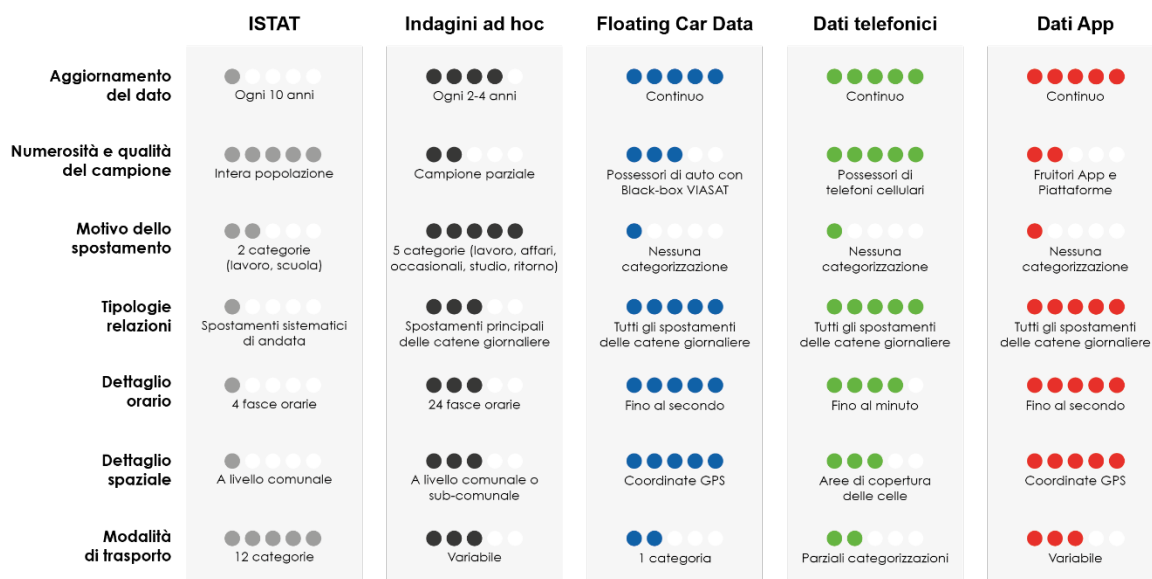 ISTAT
Indagini ad hoc
Floating Car Data
Dati telefonici
Dati App
Aggiornamento
del dato
Ogni 10 anni
Ogni 2-4 anni
Continuo
Continuo
Continuo
Numerosità e qualità
del campione
Intera popolazione
Campione parziale
Possessori di auto con
Black-box VIASAT
Possessori di
telefoni cellulari
Fruitori App e
Piattaforme
Motivo dello
spostamento
2 categorie
(lavoro, scuola)
5 categorie (lavoro, affari,
occasionali, studio, ritorno)
Nessuna
categorizzazione
Nessuna
categorizzazione
Nessuna
categorizzazione
Tipologie
relazioni
Spostamenti sistematici
di andata
Spostamenti principali
delle catene giornaliere
Tutti gli spostamenti
delle catene giornaliere
Tutti gli spostamenti
delle catene giornaliere
Tutti gli spostamenti
delle catene giornaliere
Dettaglio
orario
4 fasce orarie
24 fasce orarie
Fino al secondo
Fino al minuto
Fino al secondo
Dettaglio
spaziale
A livello comunale
A livello comunale o
sub-comunale
Coordinate GPS
Aree di copertura
delle celle
Coordinate GPS
Modalità
di trasporto
12 categorie
Variabile
1 categoria
Parziali categorizzazioni
Variabile